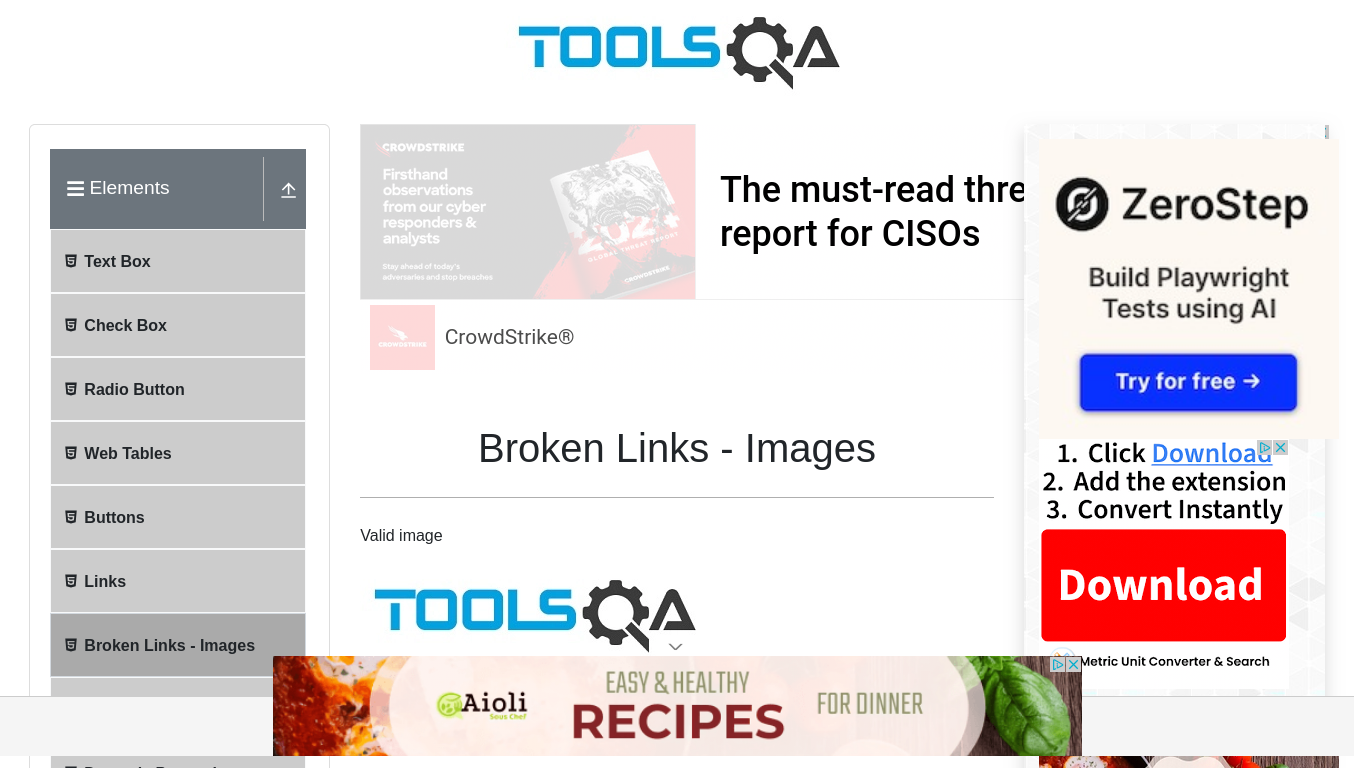 TOOLSQA
Elements
Text Box
Check Box
Radio Button
Web Tables
Buttons
Links
Broken Links - Images
CROWDSTRIKE
Firsthand
observations
from our cyber
responders &
analysts
Stay ahead of today's
adversaries and stop breaches
GLOBAL THREAT REPORT
CROWDSTRIKE
The must-read thre
report for CISOs
CROWDSTRIKE
CrowdStrike®
Broken Links - Images
Valid image
TOOLSQA
ZeroStep
Build Playwright
Tests using AI
Try for free →
1. Click Download
2. Add the extension
3. Convert Instantly
Download
Metric Unit Converter & Search
Aioli
Sous Chef
EASY & HEALTHY
RECIPES
FOR DINNER